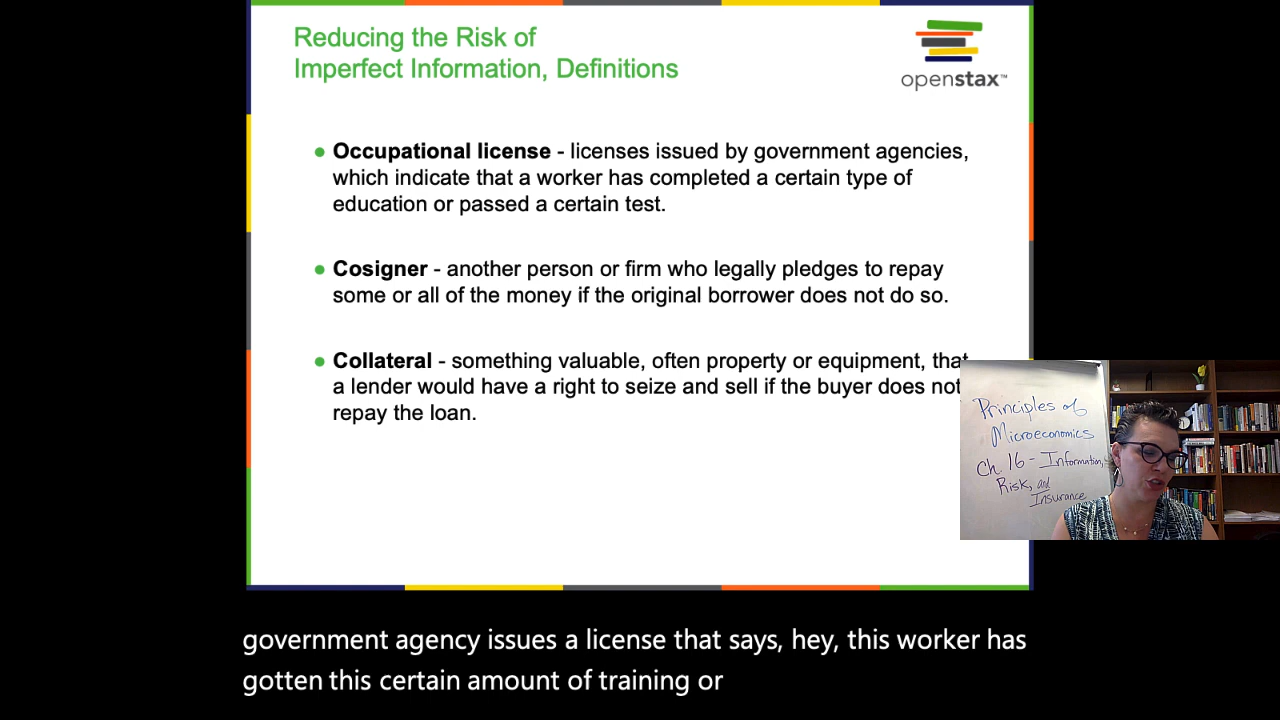 Reducing the Risk of
Imperfect Information, Definitions
openstax™
● Occupational license - licenses issued by government agencies,
which indicate that a worker has completed a certain type of
education or passed a certain test.
● Cosigner - another person or firm who legally pledges to repay
some or all of the money if the original borrower does not do so.
● Collateral - something valuable, often property or equipment, that
a lender would have a right to seize and sell if the buyer does not
repay the loan.
Principles of
Microeconomics
Ch. 16 - Information,
Risk, and
Insurance
government agency issues a license that says, hey, this worker has
gotten this certain amount of training or